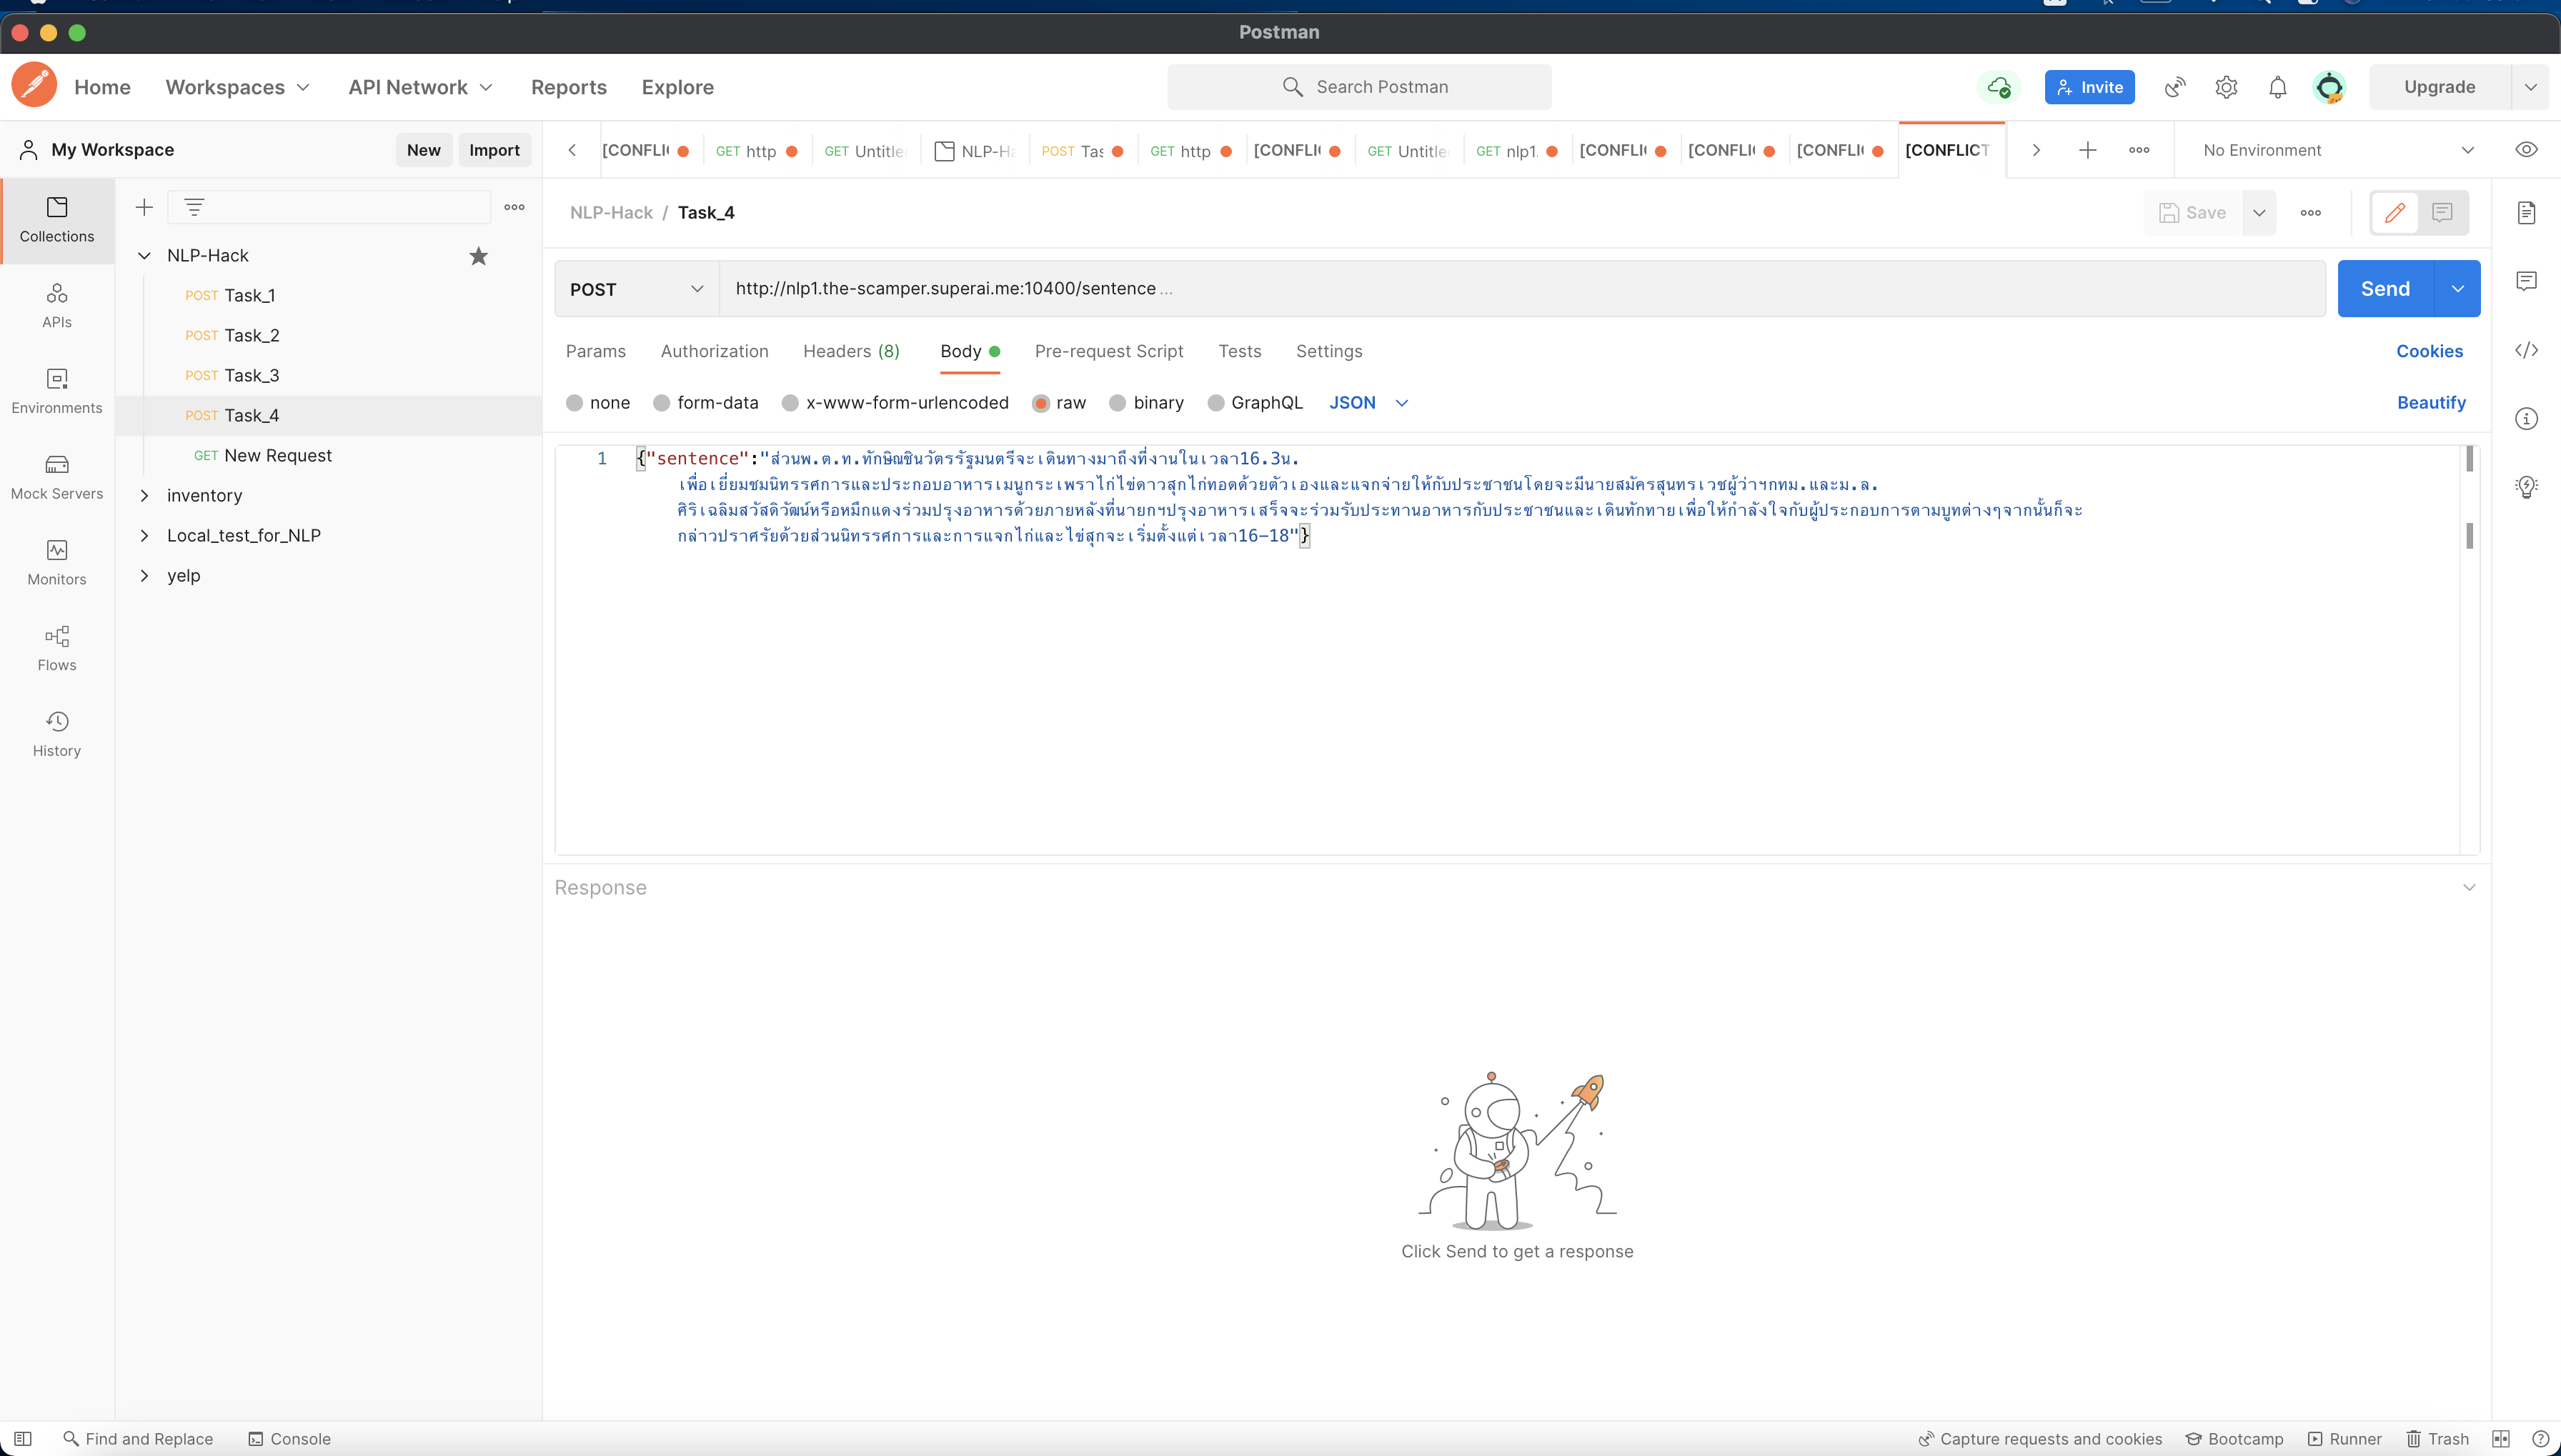 Postman
Home
Workspaces
API Network
Reports
Explore
Search Postman
Invite
Upgrade
My Workspace
New
Import
[CONFLI
GET http
GET Untitle
NLP-Ha
POST Tas
GET http
[CONFLI
GET Untitle
GET nlp1.
[CONFLI
[CONFLI
[CONFLI
[CONFLICT
No Environment
Collections
APIs
Environments
Mock Servers
Monitors
Flows
History
NLP-Hack
POST Task_1
POST Task_2
POST Task_3
POST Task_4
GET New Request
inventory
Local_test_for_NLP
yelp
NLP-Hack / Task_4
Save
POST
http://nlp1.the-scamper.superai.me:10400/sentence ...
Send
Params
Authorization
Headers (8)
Body
Pre-request Script
Tests
Settings
Cookies
none
form-data
x-www-form-urlencoded
raw
binary
GraphQL
JSON
Beautify
1
{"sentence":"ส่วนพ.ต.ท.ทักษิณชินวัตรรัฐมนตรีจะเดินทางมาถึงที่งานในเวลา16.3น.
เพื่อเยี่ยมชมนิทรรศการและประกอบอาหารเมนูกระเพราไก่ไข่ดาวสุกไก่ทอดด้วยตัวเองและแจกจ่ายให้กับประชาชนโดยจะมีนายสมัครสุนทรเวชผู้ว่าฯกทม.และม.ล.
ศิริเฉลิมสวัสดิวัฒน์หรือหมึกแดงร่วมปรุงอาหารด้วยภายหลังที่นายกฯปรุงอาหารเสร็จจะร่วมรับประทานอาหารกับประชาชนและเดินทักทายเพื่อให้กำลังใจกับผู้ประกอบการตามบูทต่างๆจากนั้นก็จะ
กล่าวปราศรัยด้วยส่วนนิทรรศการและการแจกไก่และไข่สุกจะเริ่มตั้งแต่เวลา16-18"}
Response
Click Send to get a response
Find and Replace
Console
Capture requests and cookies
Bootcamp
Runner
Trash